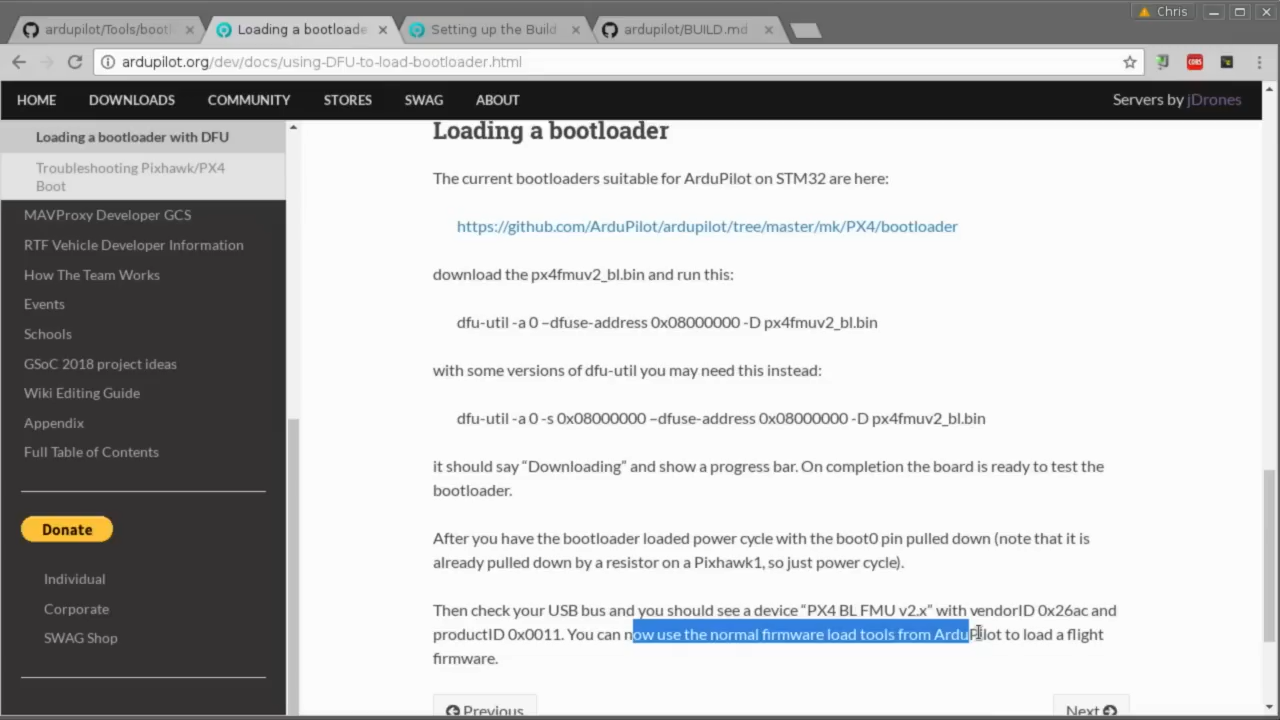 Chris
ardupilot/Tools/boot
Loading a bootloade
Setting up the Build
ardupilot/BUILD.md
ardupilot.org/dev/docs/using-DFU-to-load-bootloader.html
HOME DOWNLOADS COMMUNITY STORES SWAG ABOUT Servers by jDrones
Loading a bootloader with DFU
Troubleshooting Pixhawk/PX4
Boot
MAVProxy Developer GCS
RTF Vehicle Developer Information
How The Team Works
Events
Schools
GSoC 2018 project ideas
Wiki Editing Guide
Appendix
Full Table of Contents
Donate
Individual
Corporate
SWAG Shop
Loading a bootloader
The current bootloaders suitable for ArduPilot on STM32 are here:
https://github.com/ArduPilot/ardupilot/tree/master/mk/PX4/bootloader
download the px4fmuv2_bl.bin and run this:
dfu-util -a 0 –dfuse-address 0x08000000 -D px4fmuv2_bl.bin
with some versions of dfu-util you may need this instead:
dfu-util -a 0 -s 0x08000000 –dfuse-address 0x08000000 -D px4fmuv2_bl.bin
it should say “Downloading” and show a progress bar. On completion the board is ready to test the
bootloader.
After you have the bootloader loaded power cycle with the boot0 pin pulled down (note that it is
already pulled down by a resistor on a Pixhawk1, so just power cycle).
Then check your USB bus and you should see a device “PX4 BL FMU v2.x” with vendorID 0x26ac and
productID 0x0011. You can now use the normal firmware load tools from ArduPilot to load a flight
firmware.
Previous
Next